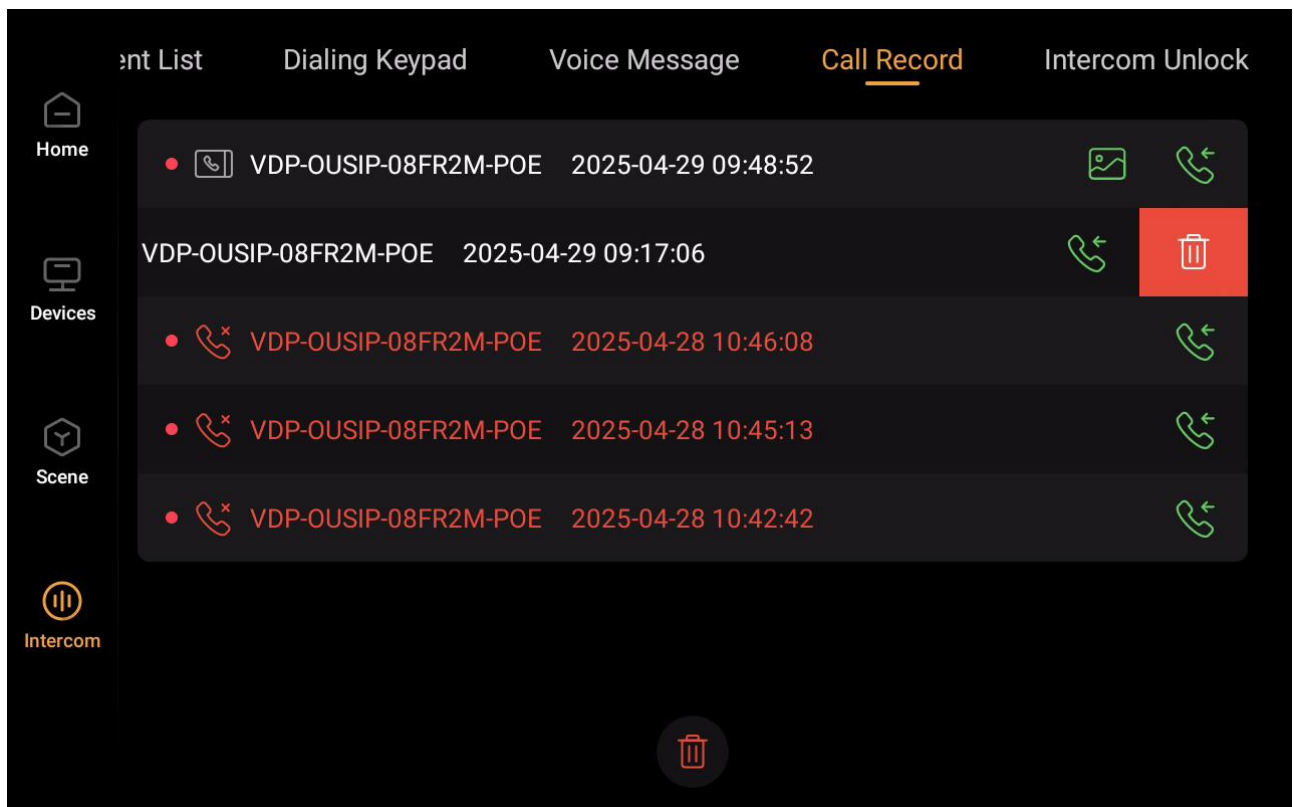 ent List Dialing Keypad Voice Message Call Record Intercom Unlock
Home
VDP-OUSIP-08FR2M-POE 2025-04-29 09:48:52
VDP-OUSIP-08FR2M-POE 2025-04-29 09:17:06
Devices
VDP-OUSIP-08FR2M-POE 2025-04-28 10:46:08
VDP-OUSIP-08FR2M-POE 2025-04-28 10:45:13
Scene
VDP-OUSIP-08FR2M-POE 2025-04-28 10:42:42
Intercom